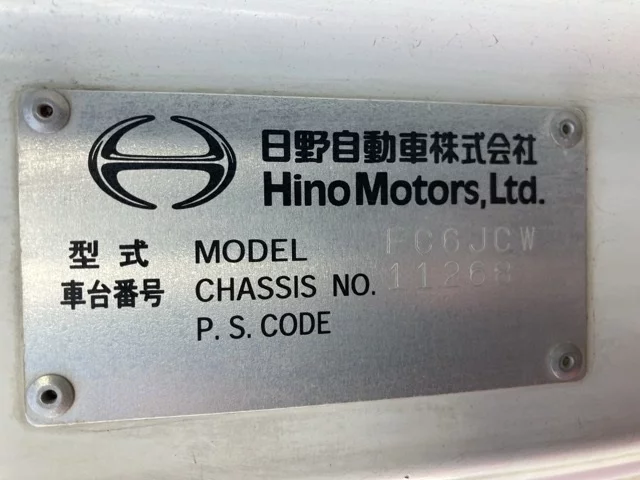 日野自動車株式会社
Hino Motors, Ltd.
型式 MODEL FC6JCW
車台番号 CHASSIS NO. 11268
P. S. CODE